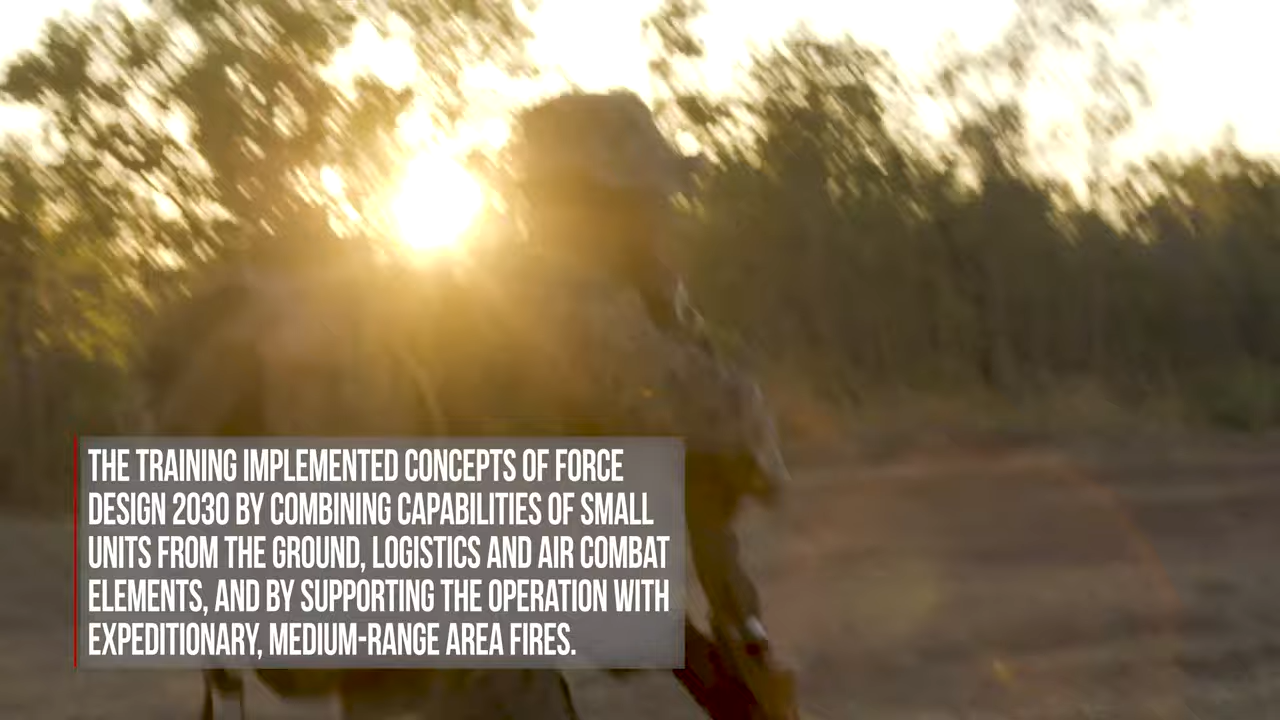 THE TRAINING IMPLEMENTED CONCEPTS OF FORCE
DESIGN 2030 BY COMBINING CAPABILITIES OF SMALL
UNITS FROM THE GROUND, LOGISTICS AND AIR COMBAT
ELEMENTS, AND BY SUPPORTING THE OPERATION WITH
EXPEDITIONARY, MEDIUM-RANGE AREA FIRES.